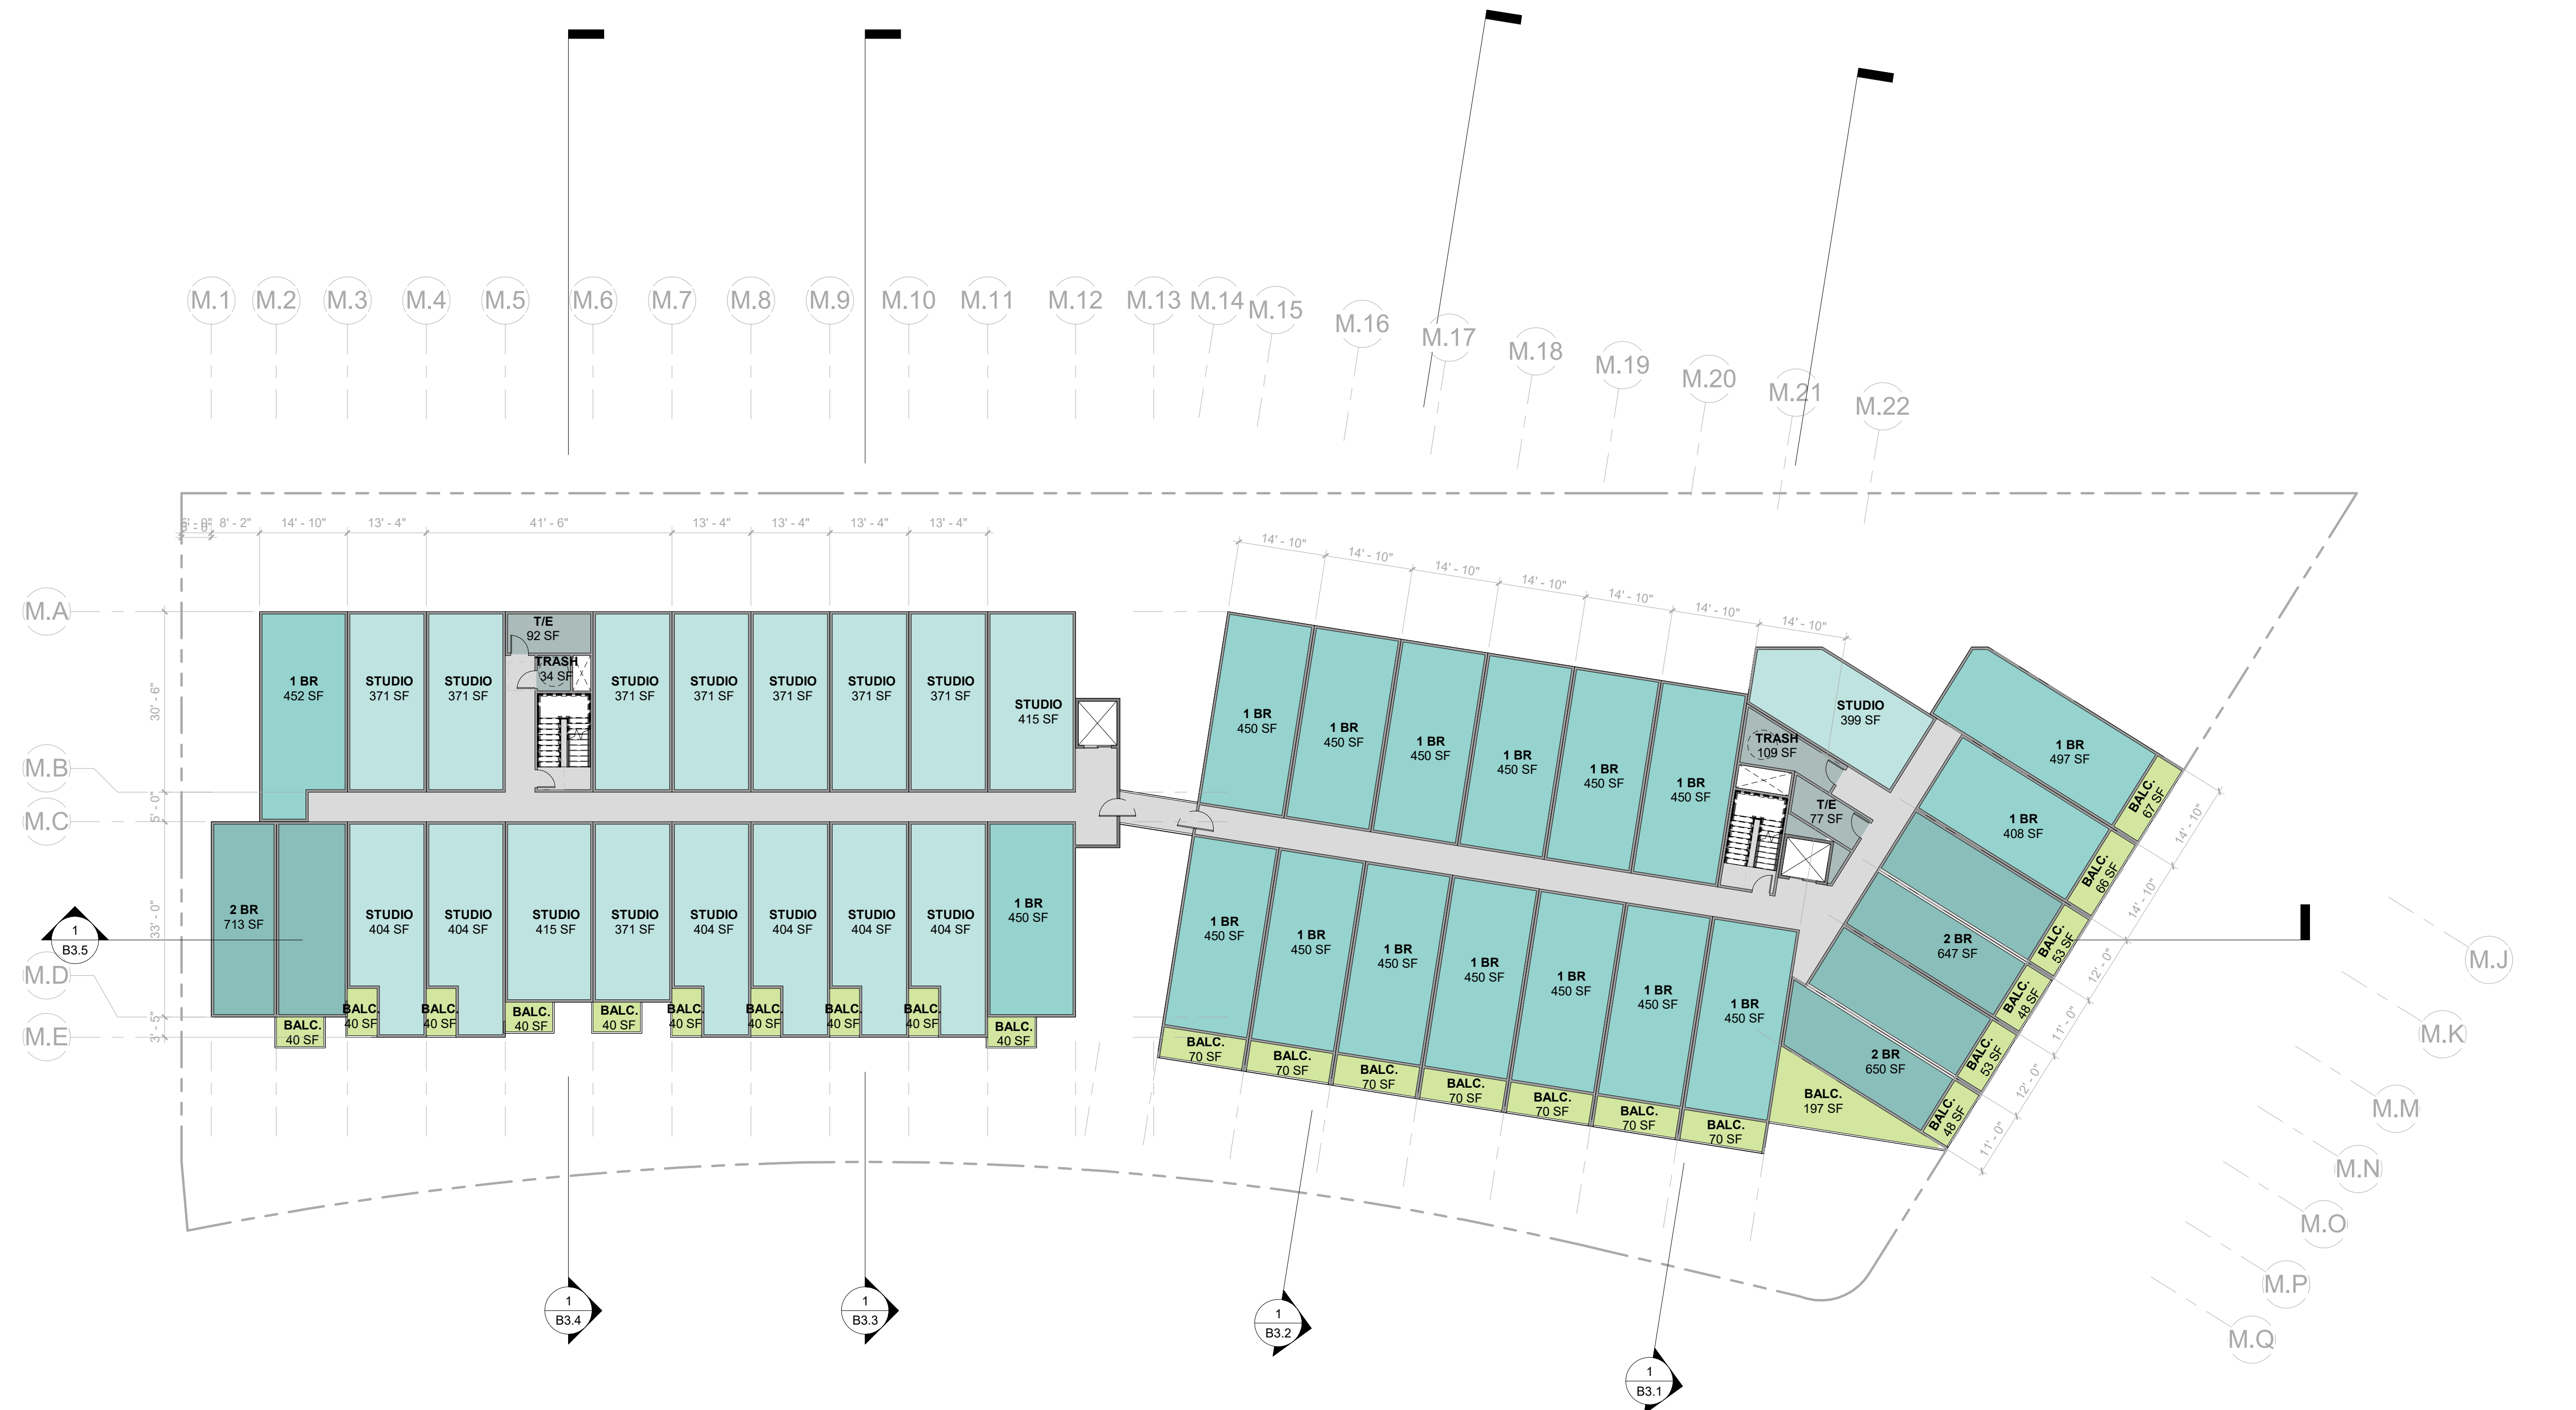 M.1 M.2 M.3 M.4 M.5 M.6 M.7 M.8 M.9 M.10 M.11 M.12 M.13 M.14 M.15 M.16 M.17 M.18 M.19 M.20 M.21 M.22
8' - 2" 14' - 10" 13' - 4" 41' - 6" 13' - 4" 13' - 4" 13' - 4" 13' - 4"
14' - 10" 14' - 10" 14' - 10" 14' - 10" 14' - 10" 14' - 10" 14' - 10"
M.A
M.B
M.C
M.D
M.E
30' - 6"
5' - 0"
33' - 0"
3' - 5"
T/E
92 SF
TRASH
34 SF
1 BR
452 SF
STUDIO
371 SF
STUDIO
371 SF
STUDIO
371 SF
STUDIO
371 SF
STUDIO
371 SF
STUDIO
371 SF
STUDIO
371 SF
STUDIO
415 SF
2 BR
713 SF
STUDIO
404 SF
STUDIO
404 SF
STUDIO
415 SF
STUDIO
371 SF
STUDIO
404 SF
STUDIO
404 SF
STUDIO
404 SF
STUDIO
404 SF
1 BR
450 SF
BALC.
40 SF
BALC.
40 SF
BALC.
40 SF
BALC.
40 SF
BALC.
40 SF
BALC.
40 SF
BALC.
40 SF
BALC.
40 SF
BALC.
40 SF
BALC.
40 SF
1 BR
450 SF
1 BR
450 SF
1 BR
450 SF
1 BR
450 SF
1 BR
450 SF
1 BR
450 SF
STUDIO
399 SF
TRASH
109 SF
T/E
77 SF
1 BR
450 SF
1 BR
450 SF
1 BR
450 SF
1 BR
450 SF
1 BR
450 SF
1 BR
450 SF
1 BR
450 SF
BALC.
70 SF
BALC.
70 SF
BALC.
70 SF
BALC.
70 SF
BALC.
70 SF
BALC.
70 SF
BALC.
70 SF
BALC.
197 SF
1 BR
497 SF
1 BR
408 SF
2 BR
647 SF
2 BR
650 SF
BALC.
67 SF
BALC.
66 SF
BALC.
53 SF
BALC.
48 SF
BALC.
53 SF
BALC.
48 SF
14' - 10"
14' - 10"
12' - 0"
11' - 0"
12' - 0"
11' - 0"
M.J
M.K
M.M
M.N
M.O
M.P
M.Q
1
B3.5
1
B3.4
1
B3.3
1
B3.2
1
B3.1